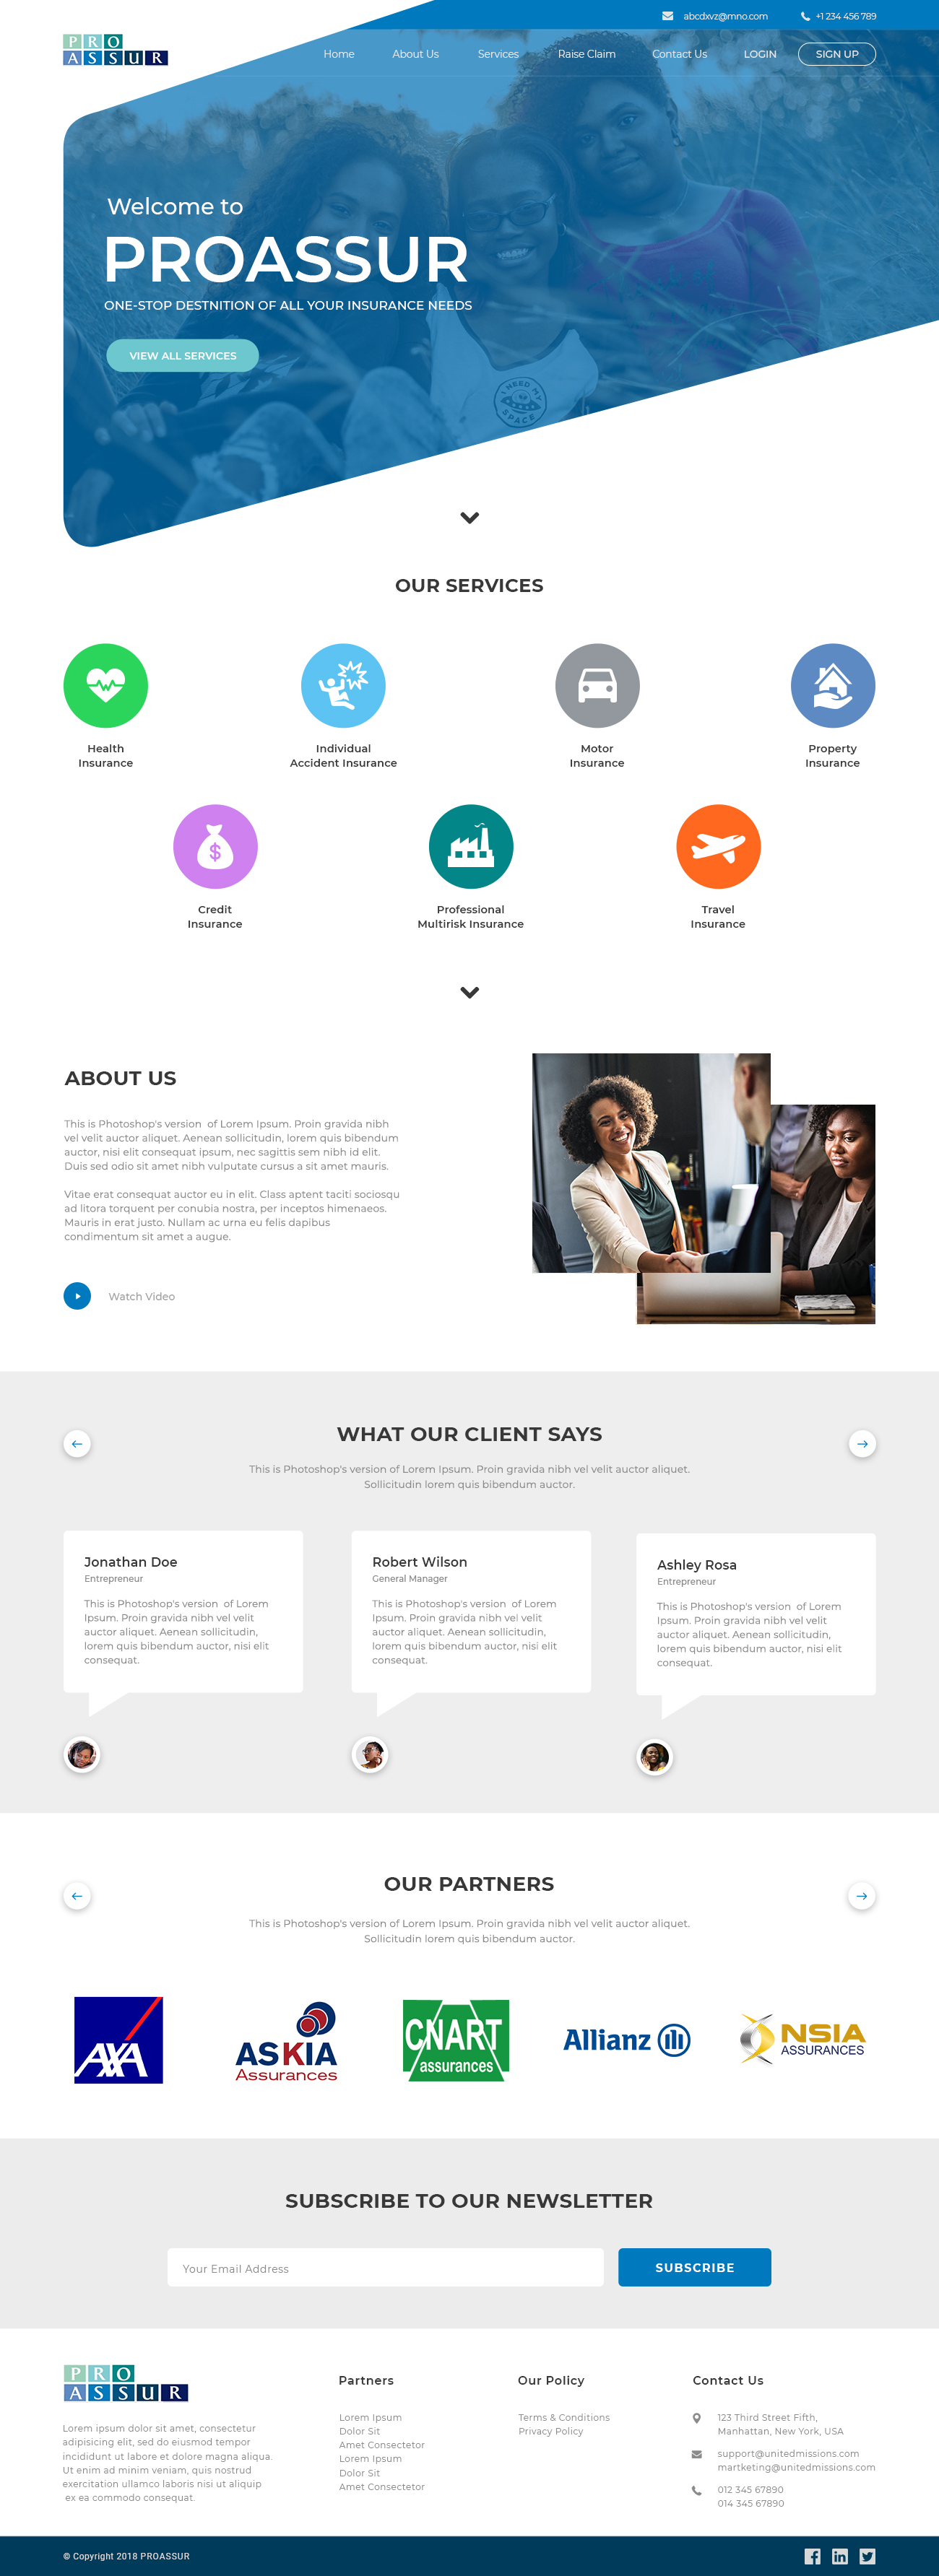 abcdxvz@mno.com
+1 234 456 789
PRO
ASSUR
Home
About Us
Services
Raise Claim
Contact Us
LOGIN
SIGN UP
Welcome to
PROASSUR
ONE-STOP DESTNITION OF ALL YOUR INSURANCE NEEDS
VIEW ALL SERVICES
I NEED MY
SPACE
OUR SERVICES
Health
Insurance
Individual
Accident Insurance
Motor
Insurance
Property
Insurance
$
Credit
Insurance
Professional
Multirisk Insurance
Travel
Insurance
ABOUT US
This is Photoshop's version  of Lorem Ipsum. Proin gravida nibh
vel velit auctor aliquet. Aenean sollicitudin, lorem quis bibendum
auctor, nisi elit consequat ipsum, nec sagittis sem nibh id elit.
Duis sed odio sit amet nibh vulputate cursus a sit amet mauris.
Vitae erat consequat auctor eu in elit. Class aptent taciti sociosqu
ad litora torquent per conubia nostra, per inceptos himenaeos.
Mauris in erat justo. Nullam ac urna eu felis dapibus
condimentum sit amet a augue.
Watch Video
WHAT OUR CLIENT SAYS
This is Photoshop's version of Lorem Ipsum. Proin gravida nibh vel velit auctor aliquet.
Sollicitudin lorem quis bibendum auctor.
Jonathan Doe
Entrepreneur
This is Photoshop's version  of Lorem
Ipsum. Proin gravida nibh vel velit
auctor aliquet. Aenean sollicitudin,
lorem quis bibendum auctor, nisi elit
consequat.
Robert Wilson
General Manager
This is Photoshop's version  of Lorem
Ipsum. Proin gravida nibh vel velit
auctor aliquet. Aenean sollicitudin,
lorem quis bibendum auctor, nisi elit
consequat.
Ashley Rosa
Entrepreneur
This is Photoshop's version  of Lorem
Ipsum. Proin gravida nibh vel velit
auctor aliquet. Aenean sollicitudin,
lorem quis bibendum auctor, nisi elit
consequat.
OUR PARTNERS
This is Photoshop's version of Lorem Ipsum. Proin gravida nibh vel velit auctor aliquet.
Sollicitudin lorem quis bibendum auctor.
AXA
ASKIA
Assurances
CNART
assurances
Allianz
NSIA
ASSURANCES
SUBSCRIBE TO OUR NEWSLETTER
Your Email Address
SUBSCRIBE
PRO
ASSUR
Lorem ipsum dolor sit amet, consectetur
adipisicing elit, sed do eiusmod tempor
incididunt ut labore et dolore magna aliqua.
Ut enim ad minim veniam, quis nostrud
exercitation ullamco laboris nisi ut aliquip
ex ea commodo consequat.
Partners
Lorem Ipsum
Dolor Sit
Amet Consectetor
Lorem Ipsum
Dolor Sit
Amet Consectetor
Our Policy
Terms & Conditions
Privacy Policy
Contact Us
123 Third Street Fifth,
Manhattan, New York, USA
support@unitedmissions.com
martketing@unitedmissions.com
012 345 67890
014 345 67890
© Copyright 2018 PROASSUR